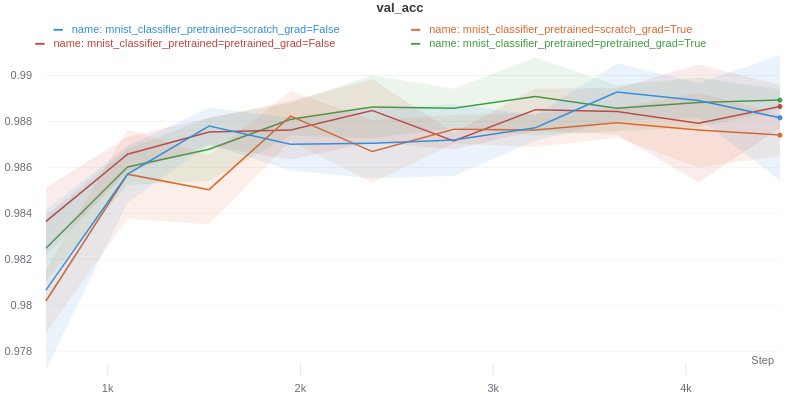 val_acc
name: mnist_classifier_pretrained=scratch_grad=False
name: mnist_classifier_pretrained=scratch_grad=True
name: mnist_classifier_pretrained=pretrained_grad=False
name: mnist_classifier_pretrained=pretrained_grad=True
0.99
0.988
0.986
0.984
0.982
0.98
0.978
Step
1k 2k 3k 4k